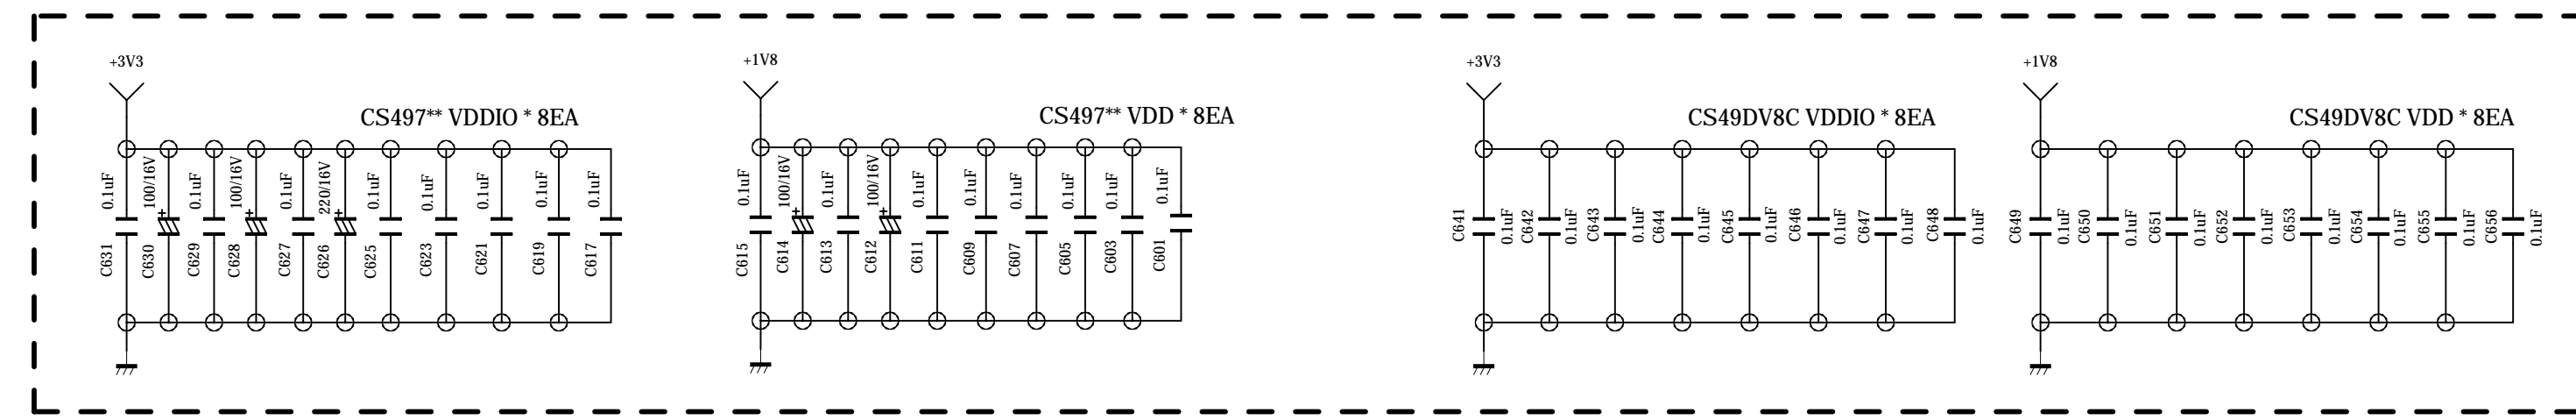 +3V3
CS497** VDDIO * 8EA
0.1uF
100/16V
0.1uF
100/16V
0.1uF
220/16V
0.1uF
0.1uF
0.1uF
0.1uF
0.1uF
+
+
+
C631
C630
C629
C628
C627
C626
C625
C623
C621
C619
C617
+1V8
CS497** VDD * 8EA
0.1uF
100/16V
0.1uF
100/16V
0.1uF
0.1uF
0.1uF
0.1uF
0.1uF
0.1uF
+
+
C615
C614
C613
C612
C611
C609
C607
C605
C603
C601
+3V3
CS49DV8C VDDIO * 8EA
C641
0.1uF
C642
0.1uF
C643
0.1uF
C644
0.1uF
C645
0.1uF
C646
0.1uF
C647
0.1uF
C648
0.1uF
+1V8
CS49DV8C VDD * 8EA
C649
0.1uF
C650
0.1uF
C651
0.1uF
C652
0.1uF
C653
0.1uF
C654
0.1uF
C655
0.1uF
C656
0.1uF